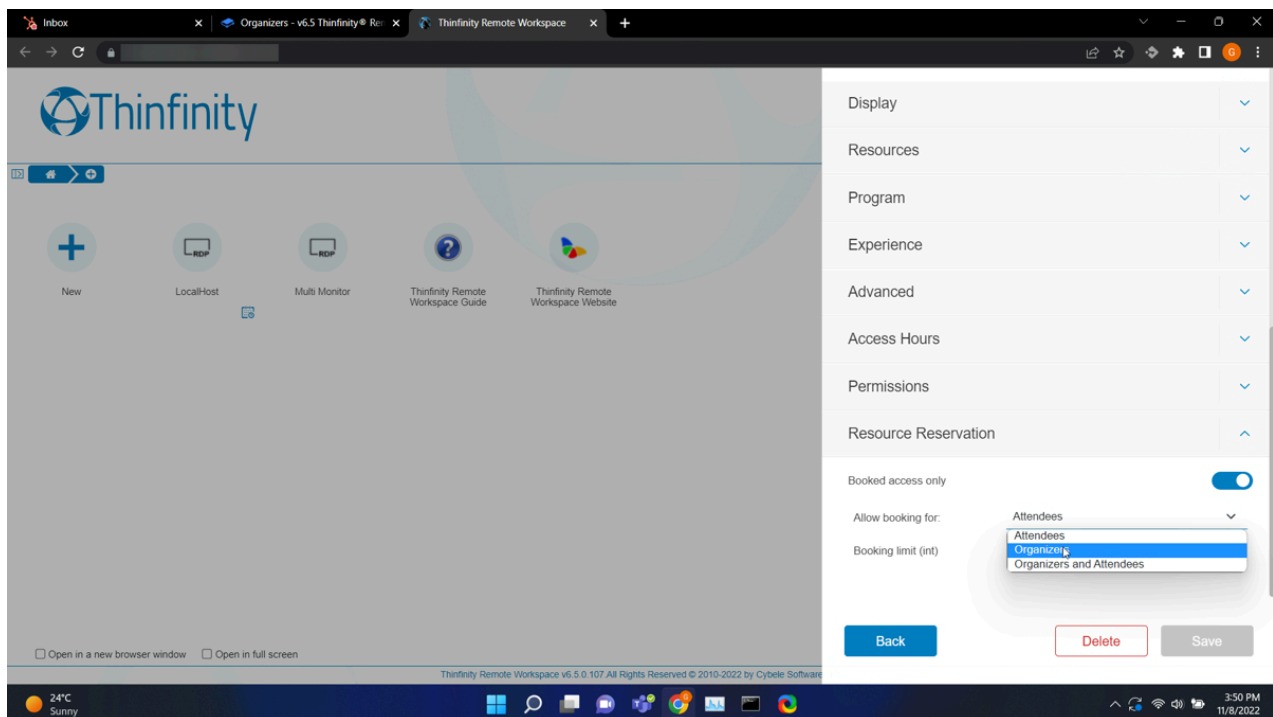 Inbox
Organizers - v6.5 Thinfinity® Re
Thinfinity Remote Workspace
G
Thinfinity
New
RDP
LocalHost
RDP
Multi Monitor
?
Thinfinity Remote
Workspace Guide
Thinfinity Remote
Workspace Website
Display
Resources
Program
Experience
Advanced
Access Hours
Permissions
Resource Reservation
Booked access only
Allow booking for:
Attendees
Attendees
Organizers
Organizers and Attendees
Booking limit (int)
Back
Delete
Save
Open in a new browser window
Open in full screen
Thinfinity Remote Workspace v6.5.0.107.All Rights Reserved © 2010-2022 by Cybele Software
24°C
Sunny
3:50 PM
11/8/2022